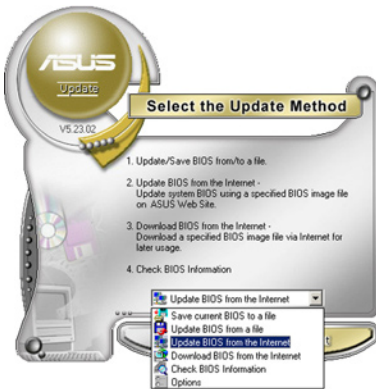 ASUS
Update
V5.23.02
Select the Update Method
1. Update/Save BIOS from/to a file.
2. Update BIOS from the Internet -
Update system BIOS using a specified BIOS image file
on ASUS Web Site.
3. Download BIOS from the Internet -
Download a specified BIOS image file via Internet for
later usage.
4. Check BIOS Information
Update BIOS from the Internet
Save current BIOS to a file
Update BIOS from a file
Update BIOS from the Internet
Download BIOS from the Internet
Check BIOS Information
Options